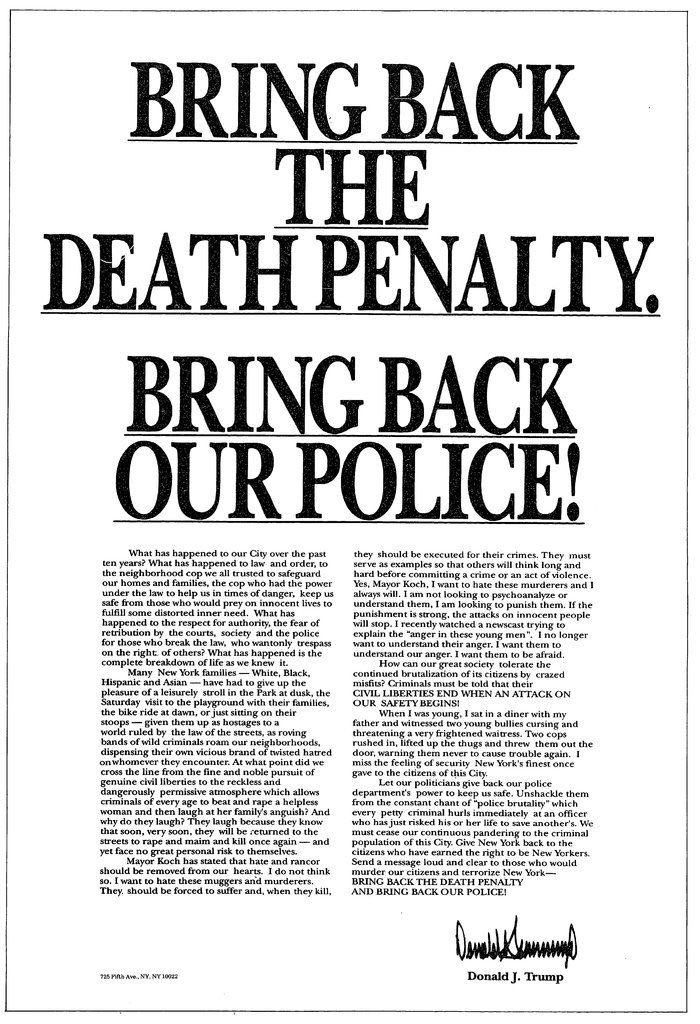 BRING BACK
THE
DEATH PENALTY.
BRING BACK
OUR POLICE!
What has happened to our City over the past
ten years? What has happened to law and order, to
the neighborhood cop we all trusted to safeguard
our homes and families, the cop who had the power
under the law to help us in times of danger, keep us
safe from those who would prey on innocent lives to
fulfill some distorted inner need. What has
happened to the respect for authority, the fear of
retribution by the courts, society and the police
for those who break the law, who wantonly trespass
on the right. of others? What has happened is the
complete breakdown of life as we knew it.
Many New York families — White, Black,
Hispanic and Asian — have had to give up the
pleasure of a leisurely stroll in the Park at dusk, the
Saturday visit to the playground with their families,
the bike ride at dawn, or just sitting on their
stoops — given them up as hostages to a
world ruled by the law of the streets, as roving
bands of wild criminals roam our neighborhoods,
dispensing their own vicious brand of twisted hatred
on whomever they encounter. At what point did we
cross the line from the fine and noble pursuit of
genuine civil liberties to the reckless and
dangerously permissive atmosphere which allows
criminals of every age to beat and rape a helpless
woman and then laugh at her family's anguish? And
why do they laugh? They laugh because they know
that soon, very soon, they will be returned to the
streets to rape and maim and kill once again — and
yet face no great personal risk to themselves.
Mayor Koch has stated that hate and rancor
should be removed from our hearts. I do not think
so. I want to hate these muggers and murderers.
They should be forced to suffer and, when they kill,
they should be executed for their crimes. They must
serve as examples so that others will think long and
hard before committing a crime or an act of violence.
Yes, Mayor Koch, I want to hate these murderers and I
always will. I am not looking to psychoanalyze or
understand them, I am looking to punish them. If the
punishment is strong, the attacks on innocent people
will stop. I recently watched a newscast trying to
explain the "anger in these young men". I no longer
want to understand their anger. I want them to
understand our anger. I want them to be afraid.
How can our great society tolerate the
continued brutalization of its citizens by crazed
misfits? Criminals must be told that their
CIVIL LIBERTIES END WHEN AN ATTACK ON
OUR SAFETY BEGINS!
When I was young, I sat in a diner with my
father and witnessed two young bullies cursing and
threatening a very frightened waitress. Two cops
rushed in, lifted up the thugs and threw them out the
door, warning them never to cause trouble again. I
miss the feeling of security New York's finest once
gave to the citizens of this City.
Let our politicians give back our police
department's power to keep us safe. Unshackle them
from the constant chant of "police brutality" which
every petty criminal hurls immediately at an officer
who has just risked his or her life to save another's. We
must cease our continuous pandering to the criminal
population of this City. Give New York back to the
citizens who have earned the right to be New Yorkers.
Send a message loud and clear to those who would
murder our citizens and terrorize New York—
BRING BACK THE DEATH PENALTY
AND BRING BACK OUR POLICE!
Donald J. Trump
Donald J. Trump
725 Fifth Ave., NY, NY 10022